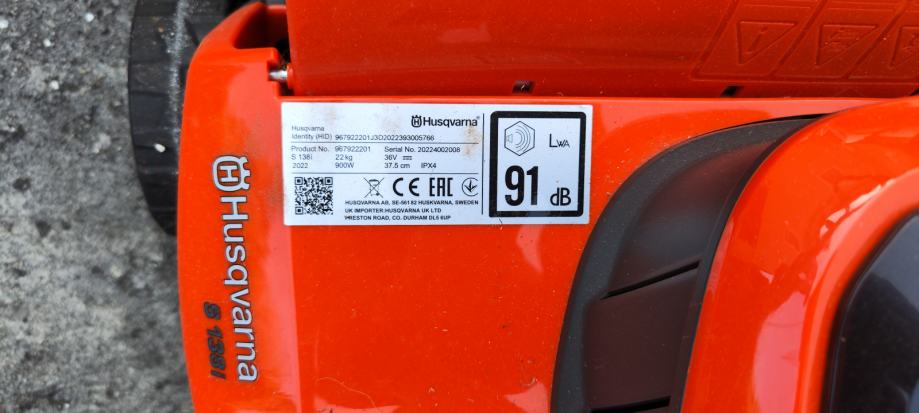 Husqvarna
Husqvarna
Identity (HID) 967922201J3D2022393005766
Product No. 967922201 Serial No. 20224002008
S 138i 22 kg 36V
2022 900W 37.5 cm IPX4
CE EAC
HUSQVARNA AB, SE-561 82 HUSKVARNA, SWEDEN
UK IMPORTER:HUSQVARNA UK LTD
PRESTON ROAD, CO. DURHAM DL5 6UP
LWA
91 dB
Husqvarna
S 138i